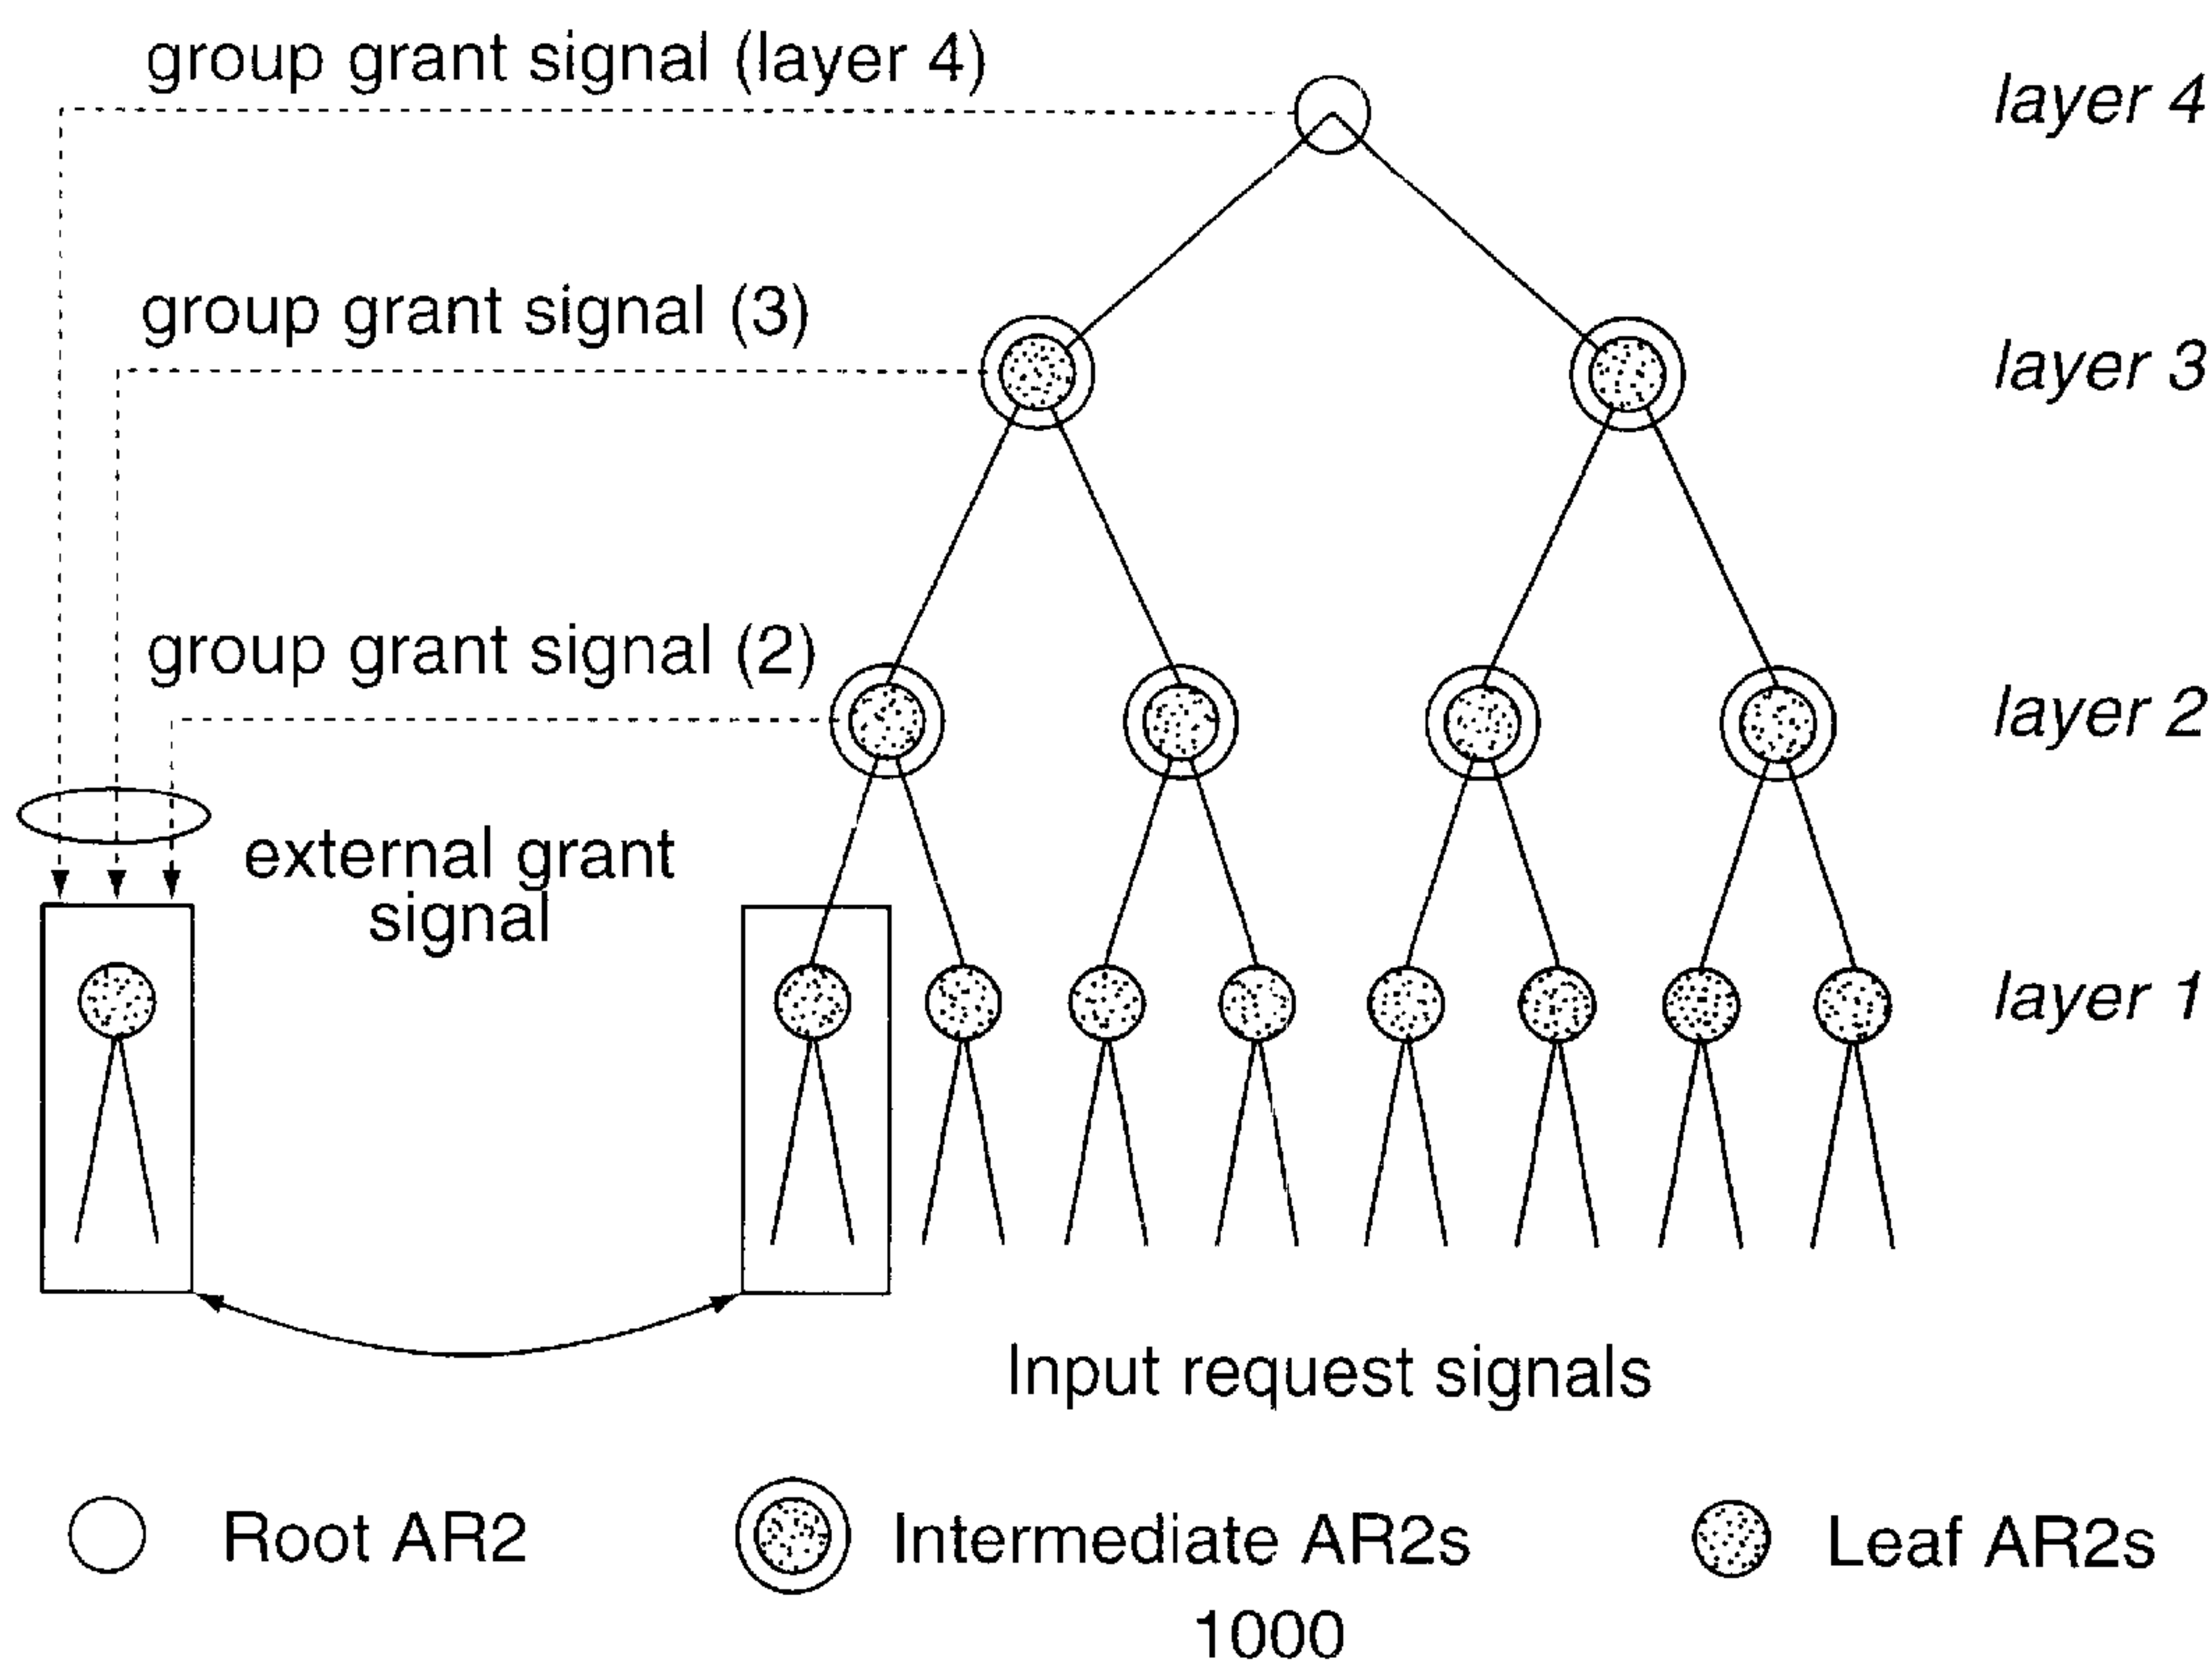 group grant signal (layer 4)
layer 4
group grant signal (3)
layer 3
group grant signal (2)
layer 2
external grant
signal
layer 1
Input request signals
Root AR2
Intermediate AR2s
Leaf AR2s
1000